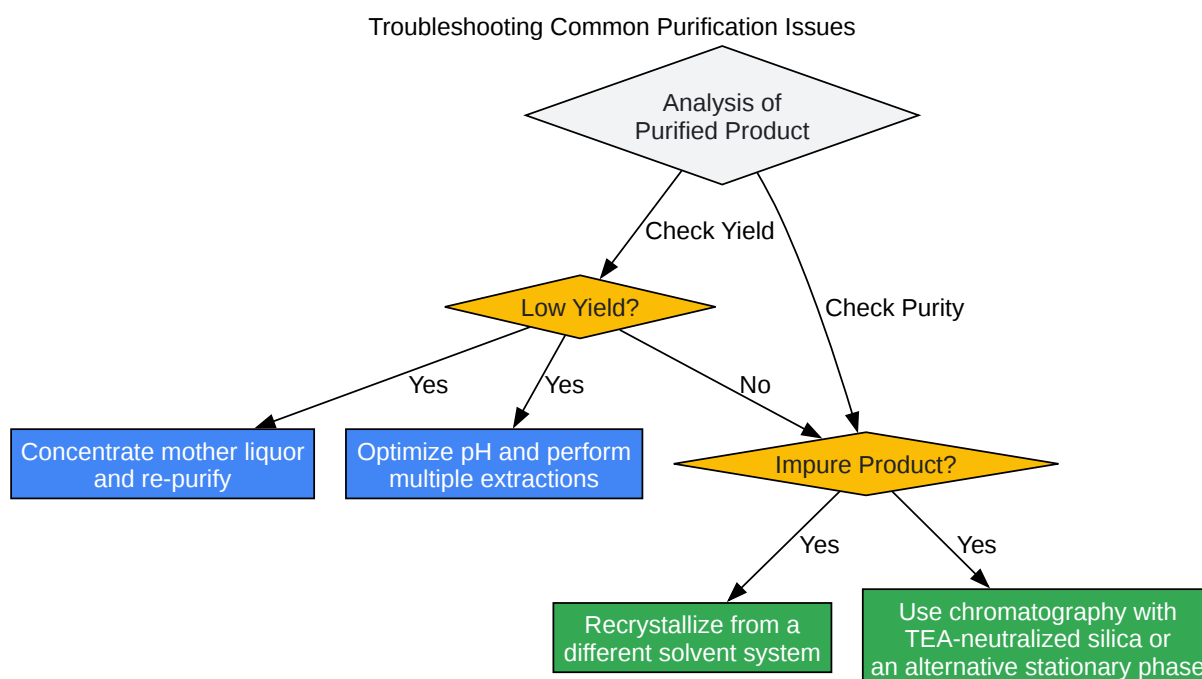 Troubleshooting Common Purification Issues
Analysis of
Purified Product
Check Yield
Check Purity
Low Yield?
Yes
Yes
No
Concentrate mother liquor
and re-purify
Optimize pH and perform
multiple extractions
Impure Product?
Yes
Yes
Recrystallize from a
different solvent system
Use chromatography with
TEA-neutralized silica or
an alternative stationary phase